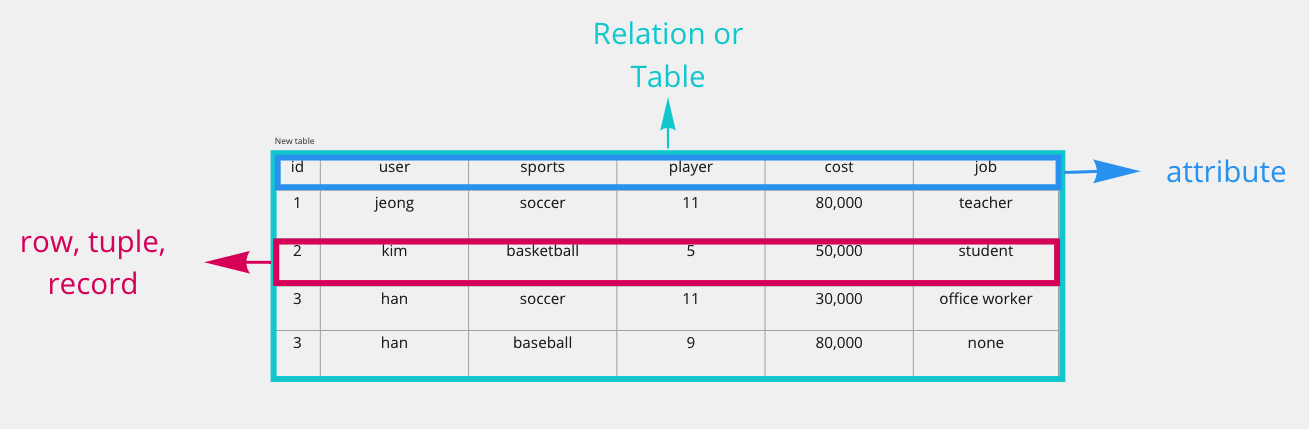 Relation or
Table
New table
id user sports player cost job
attribute
1 jeong soccer 11 80,000 teacher
row, tuple,
record
2 kim basketball 5 50,000 student
3 han soccer 11 30,000 office worker
3 han baseball 9 80,000 none